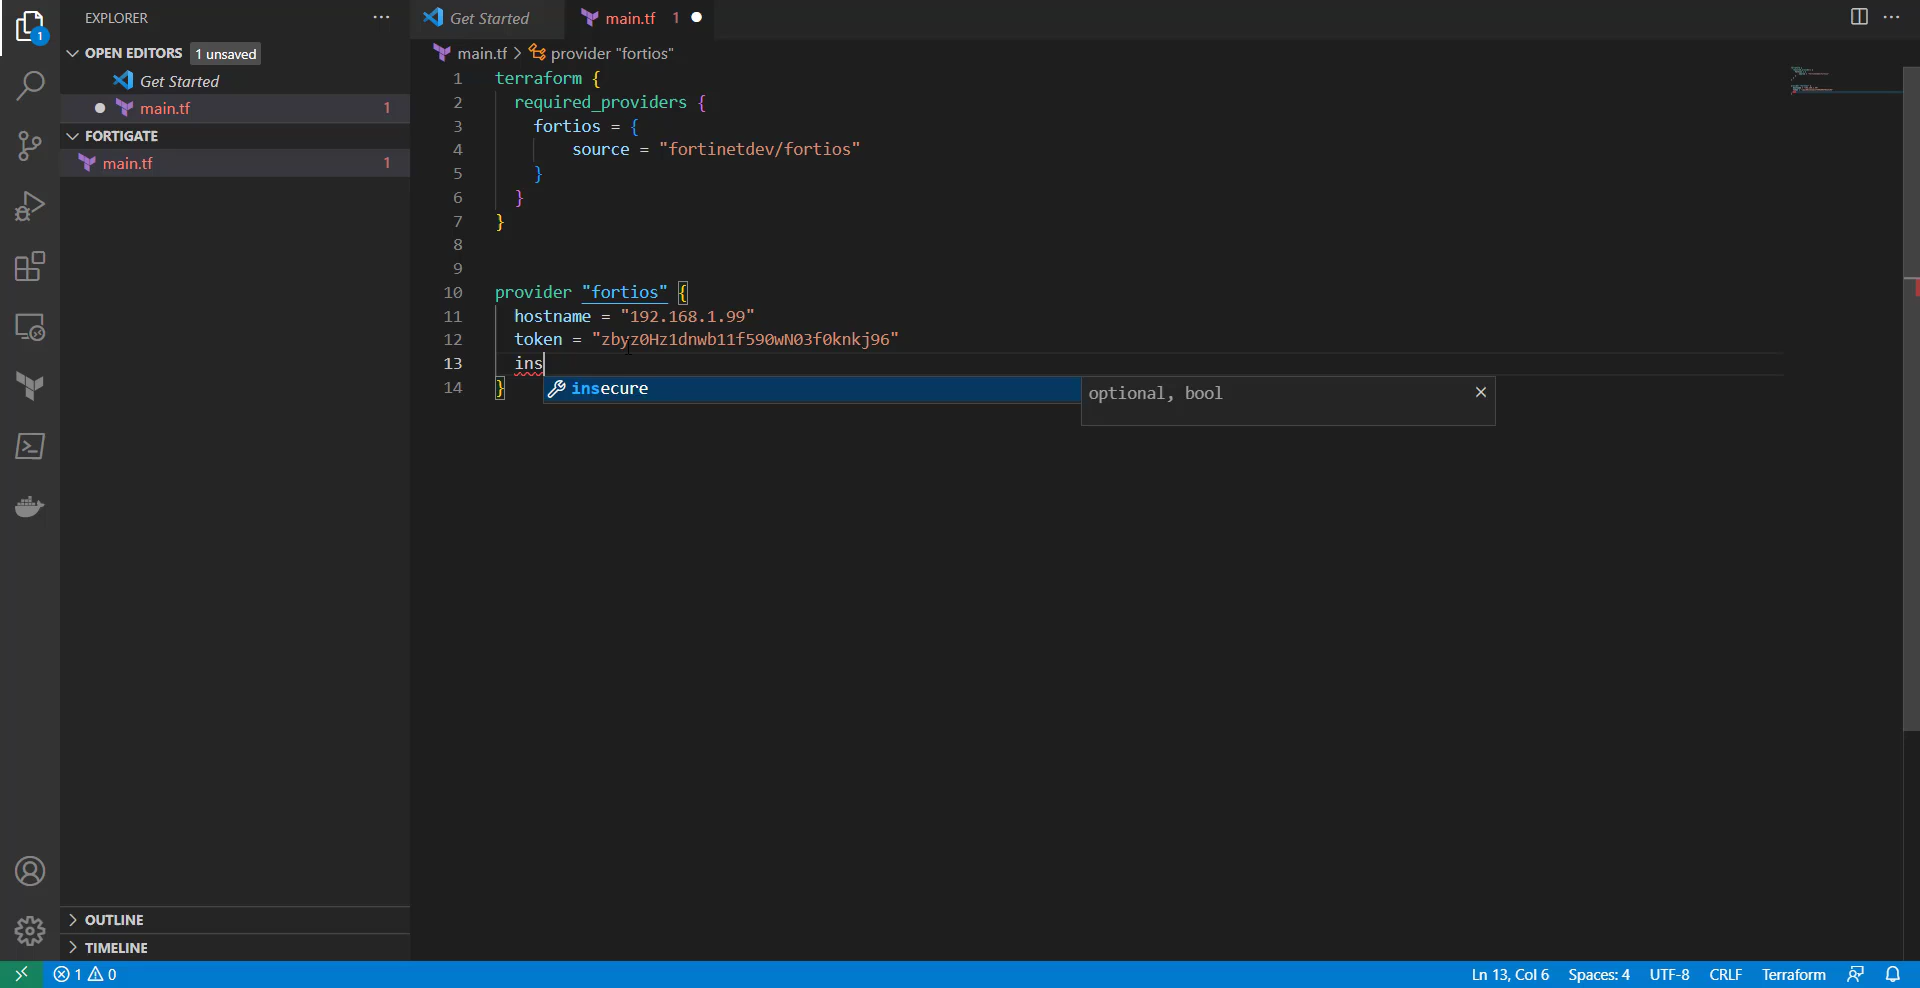 EXPLORER
OPEN EDITORS 1 unsaved
Get Started
main.tf 1
FORTIGATE
main.tf 1
OUTLINE
TIMELINE
1
Get Started
main.tf 1
main.tf > provider "fortios"
1 terraform {
2 required_providers {
3 fortios = {
4 source = "fortinetdev/fortios"
5 }
6 }
7 }
8
9
10 provider "fortios" {
11 hostname = "192.168.1.99"
12 token = "zbyz0Hz1dnwb11f590wN03f0knkj96"
13 ins
14 }
insecure
optional, bool
1 0
Ln 13, Col 6 Spaces: 4 UTF-8 CRLF Terraform